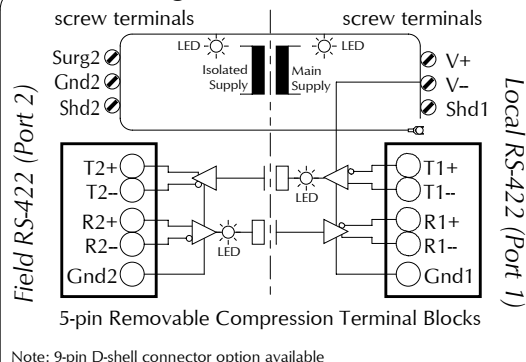 screw terminals
screw terminals
LED
LED
Surg2
Gnd2
Shd2
Isolated
Supply
Main
Supply
V+
V–
Shd1
Field RS-422 (Port 2)
Local RS-422 (Port 1)
T2+
T2–
R2+
R2–
Gnd2
LED
LED
T1+
T1--
R1+
R1--
Gnd1
5-pin Removable Compression Terminal Blocks
Note: 9-pin D-shell connector option available